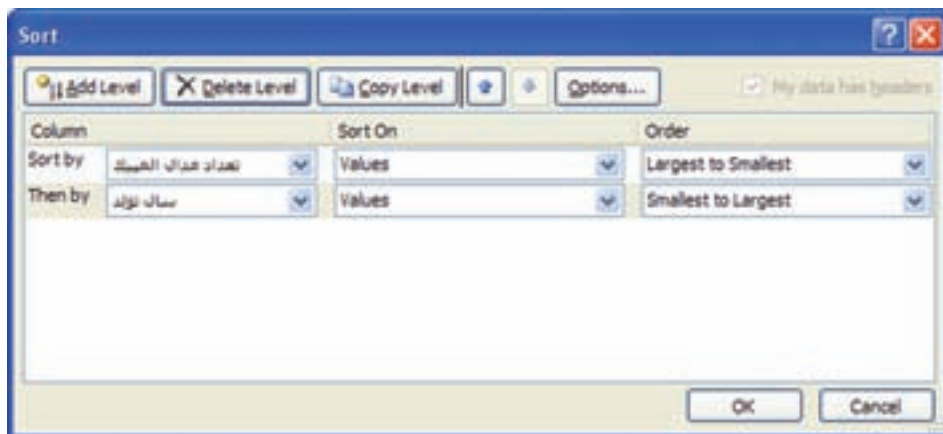 Sort
Add Level Delete Level Copy Level Options... My data has headers
Column Sort On Order
Sort by تعداد مدال المپیک Values Largest to Smallest
Then by سال تولد Values Smallest to Largest
OK Cancel